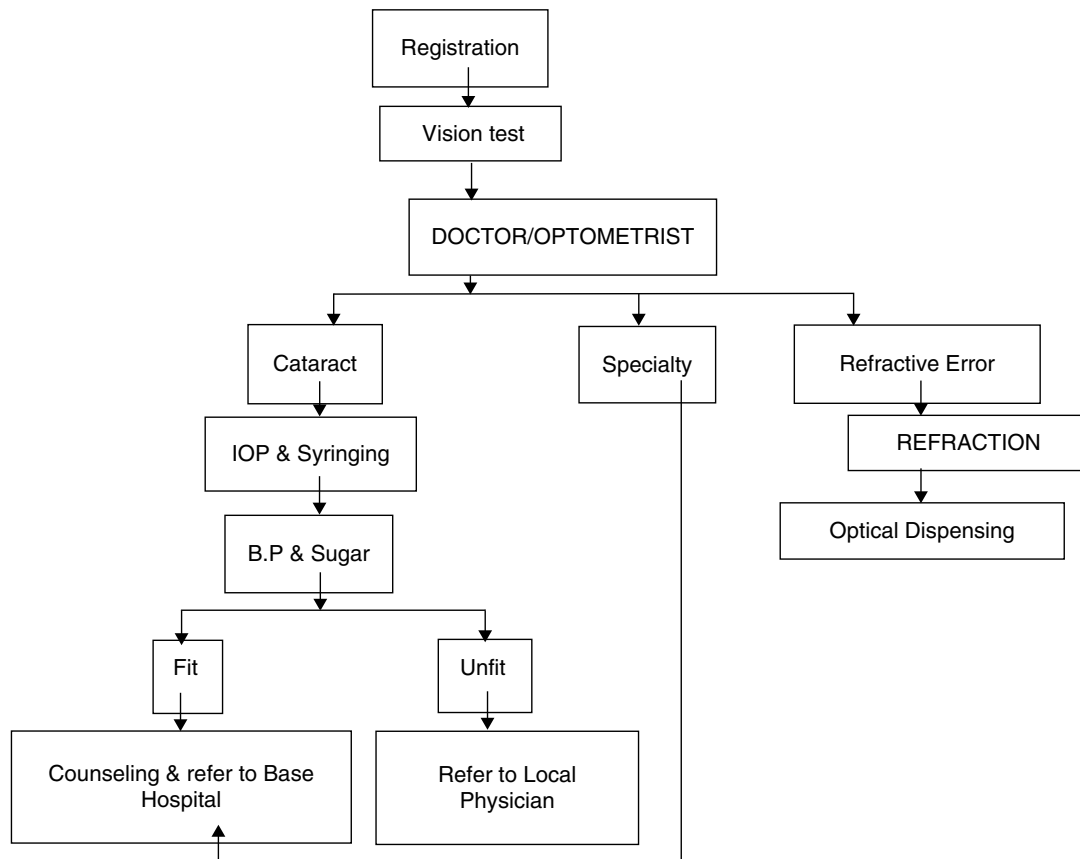 Registration
Vision test
DOCTOR/OPTOMETRIST
Cataract
Specialty
Refractive Error
IOP & Syringing
REFRACTION
B.P & Sugar
Optical Dispensing
Fit
Unfit
Counseling & refer to Base
Hospital
Refer to Local
Physician